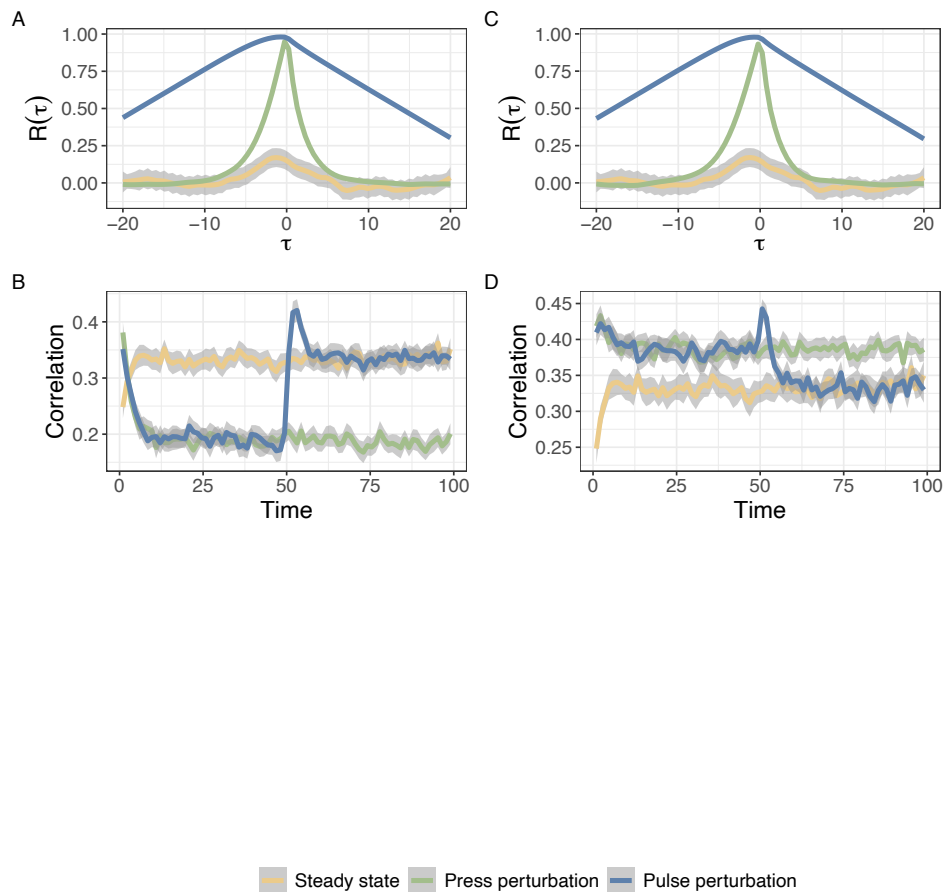 A
1.00
0.75
0.50
0.25
0.00
R(τ)
−20 −10 0 10 20
τ
C
1.00
0.75
0.50
0.25
0.00
R(τ)
−20 −10 0 10 20
τ
B
0.4
0.3
0.2
Correlation
0 25 50 75 100
Time
D
0.45
0.40
0.35
0.30
0.25
Correlation
0 25 50 75 100
Time
Steady state Press perturbation Pulse perturbation